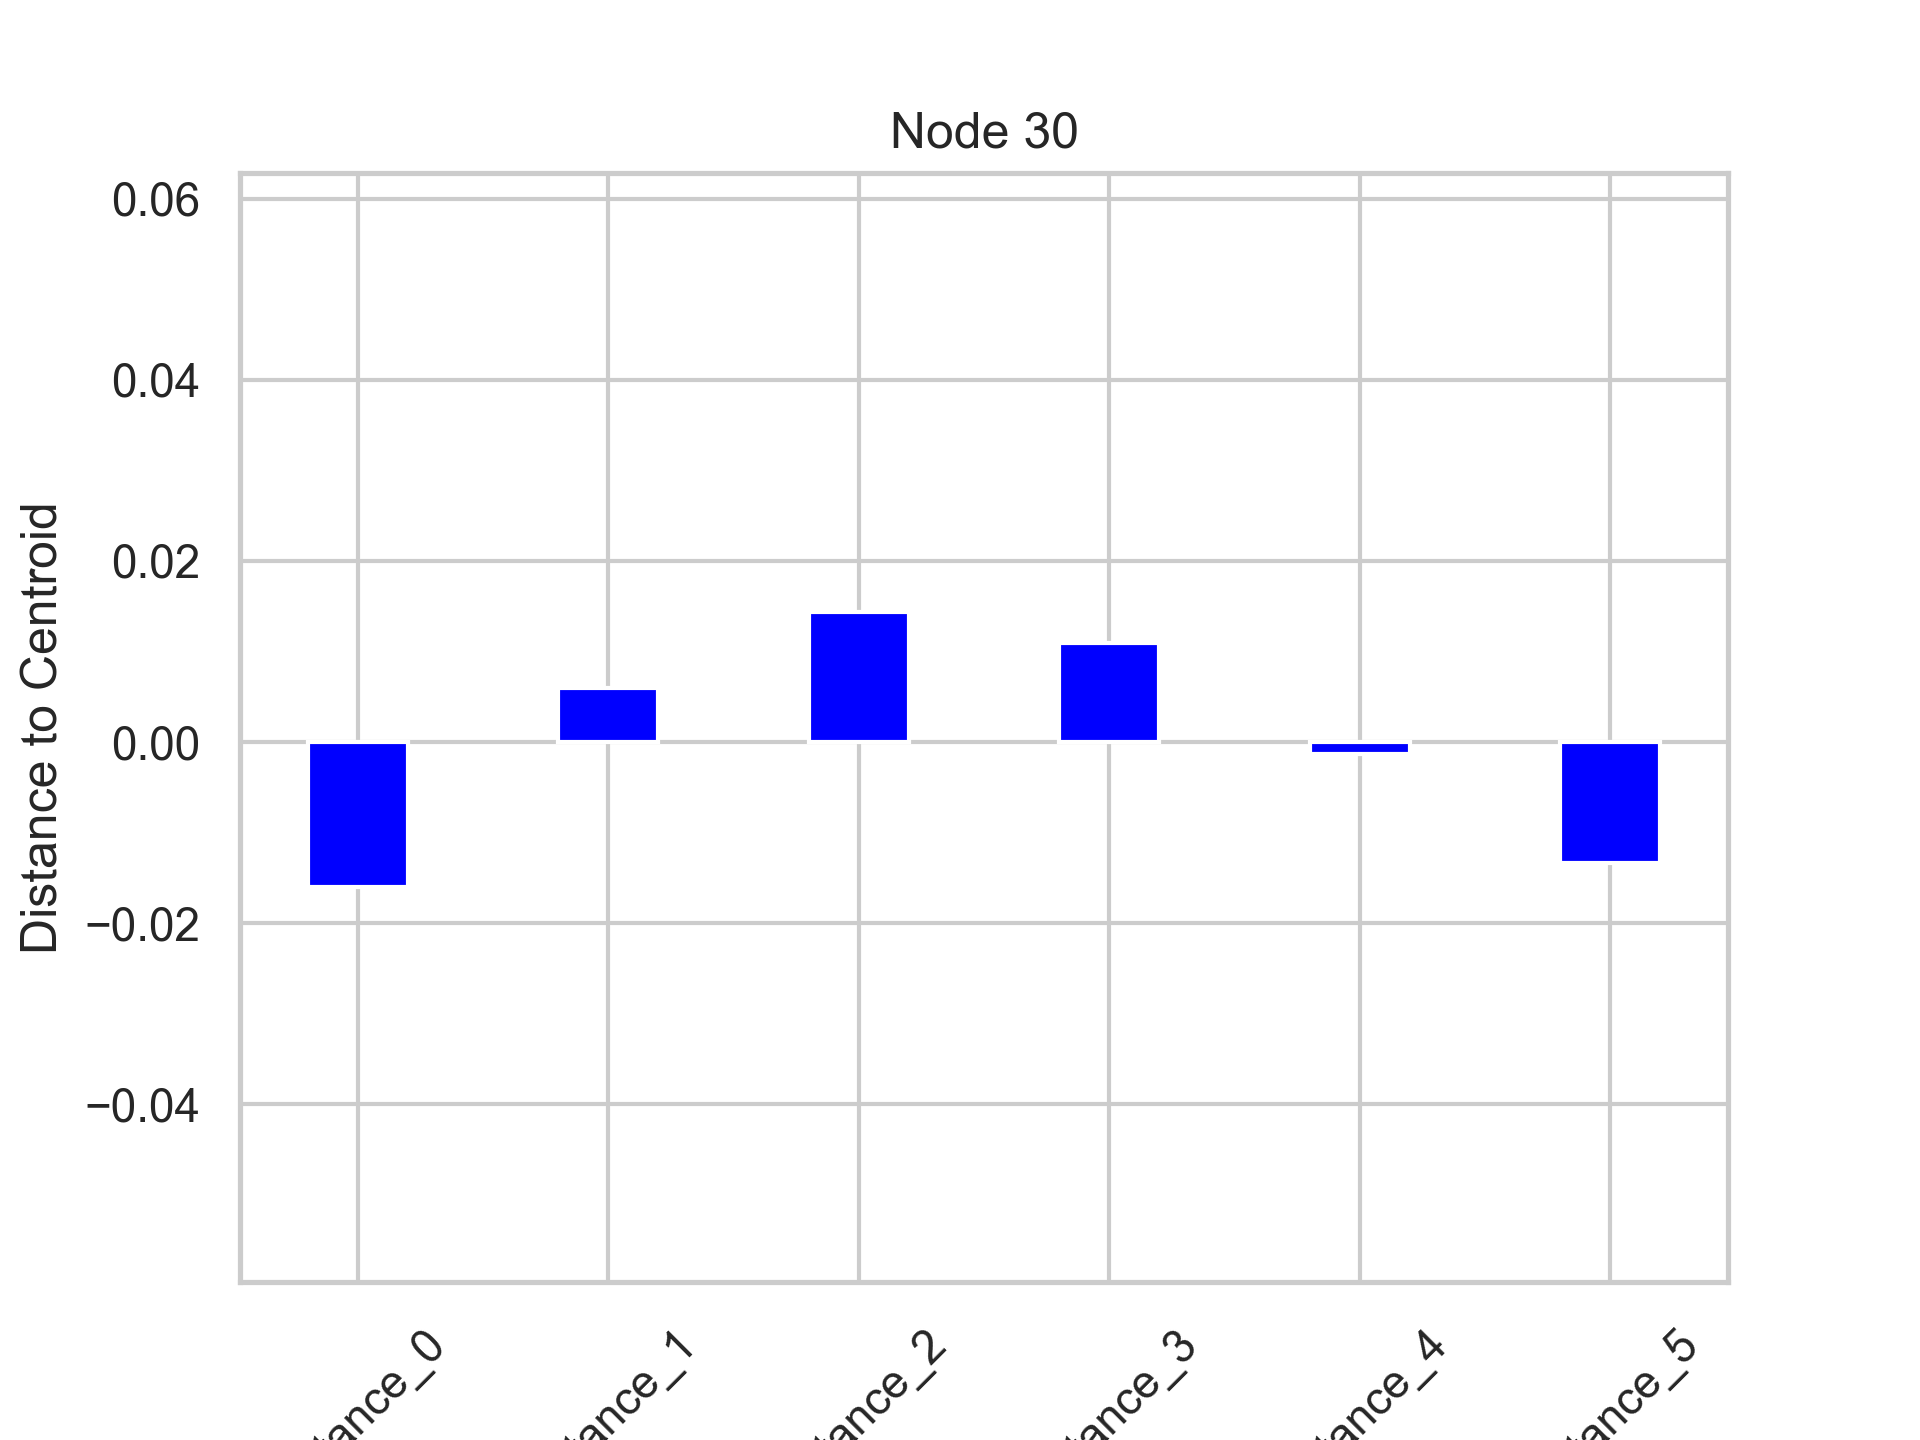 Node 30
0.06
0.04
0.02
0.00
−0.02
−0.04
Distance to Centroid
tance_0
tance_1
tance_2
tance_3
tance_4
tance_5